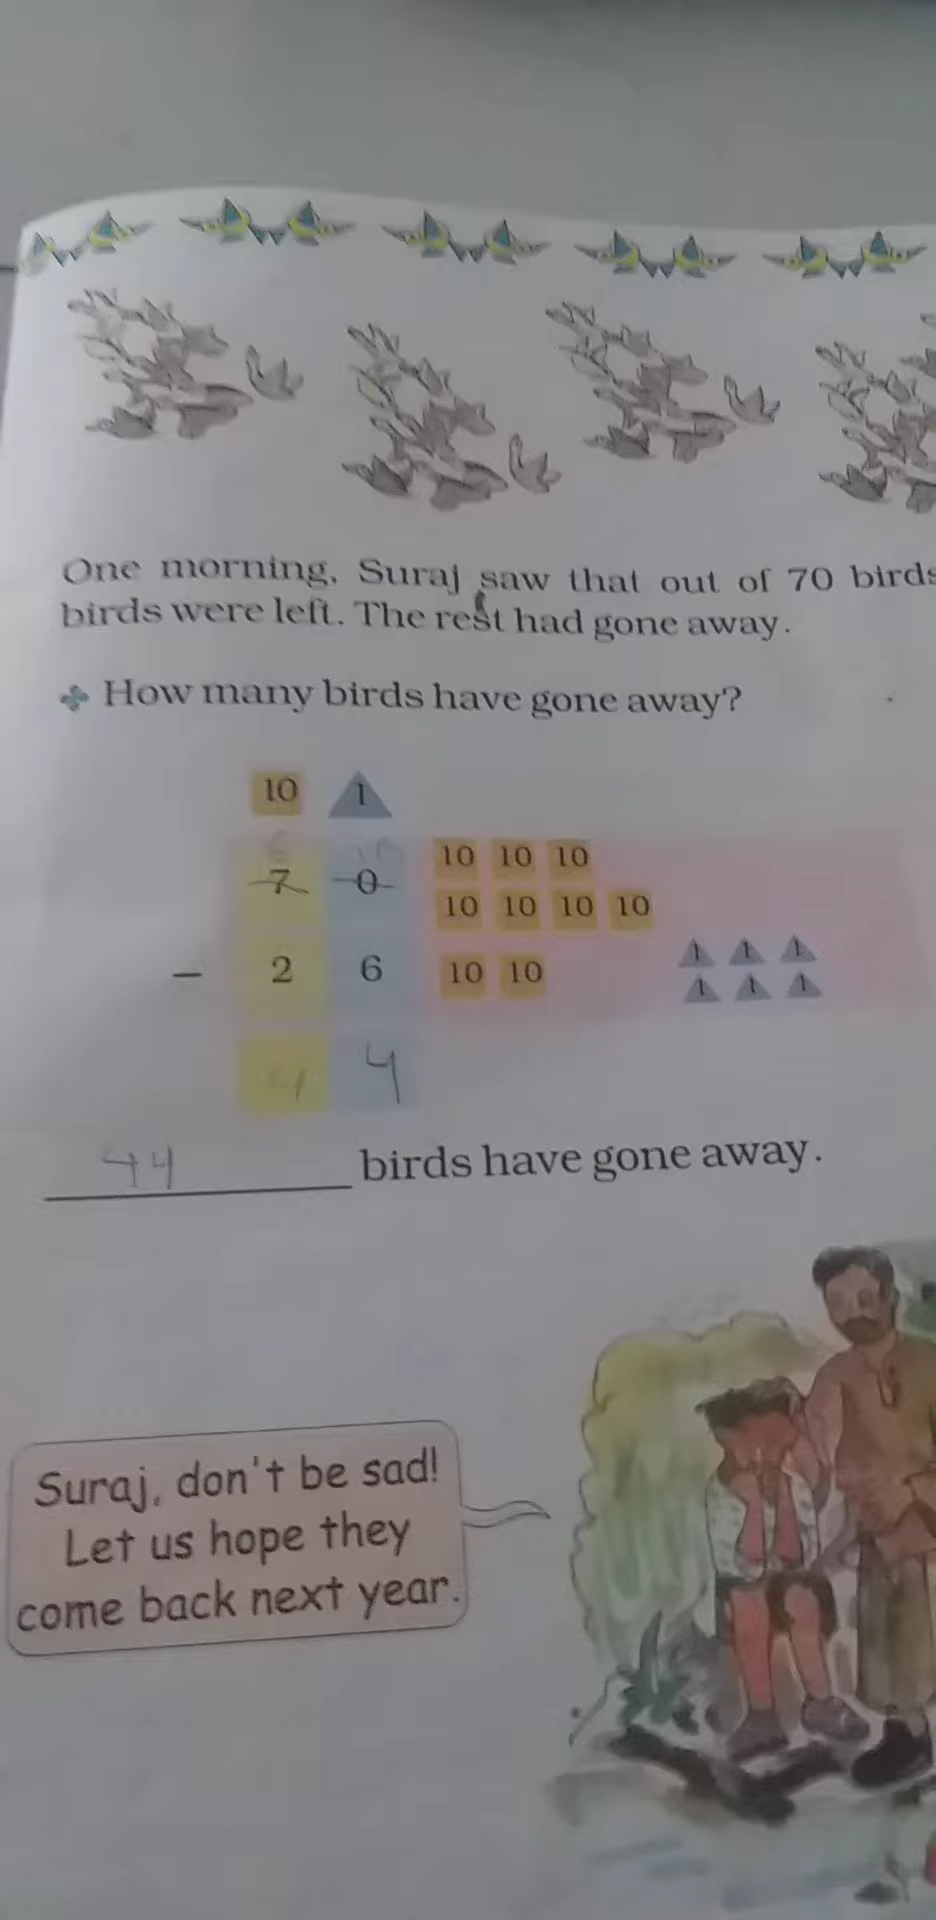 One morning, Suraj saw that out of 70 birds
birds were left. The rest had gone away.
How many birds have gone away?
10 1
6 10
7 0 10 10 10
10 10 10 10
- 2 6 10 10 1 1 1
1 1 1
4 4
44 birds have gone away.
Suraj, don't be sad!
Let us hope they
come back next year.